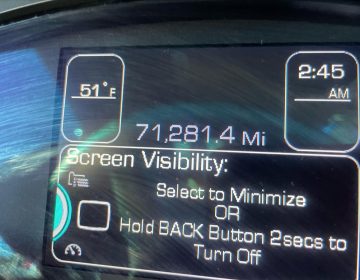 51°F
2:45
AM
71,281.4 Mi
Screen Visibility:
Select to Minimize
OR
Hold BACK Button 2secs to
Turn Off